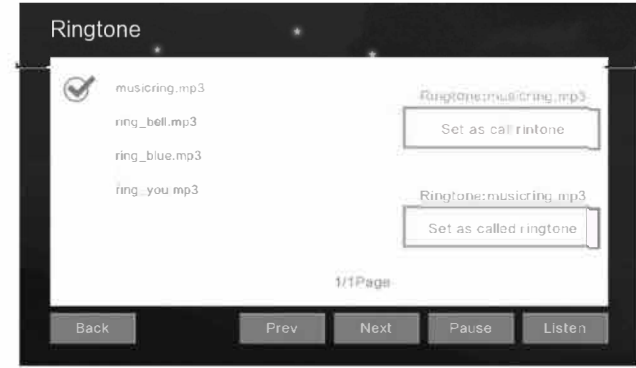 Ringtone
musicring.mp3
ring_bell.mp3
ring_blue.mp3
ring_you mp3
Ringtone:musicring.mp3
Set as call rintone
Ringtone:musicring.mp3
Set as called ringtone
1/1Page
Back
Prev
Next
Pause
Listen